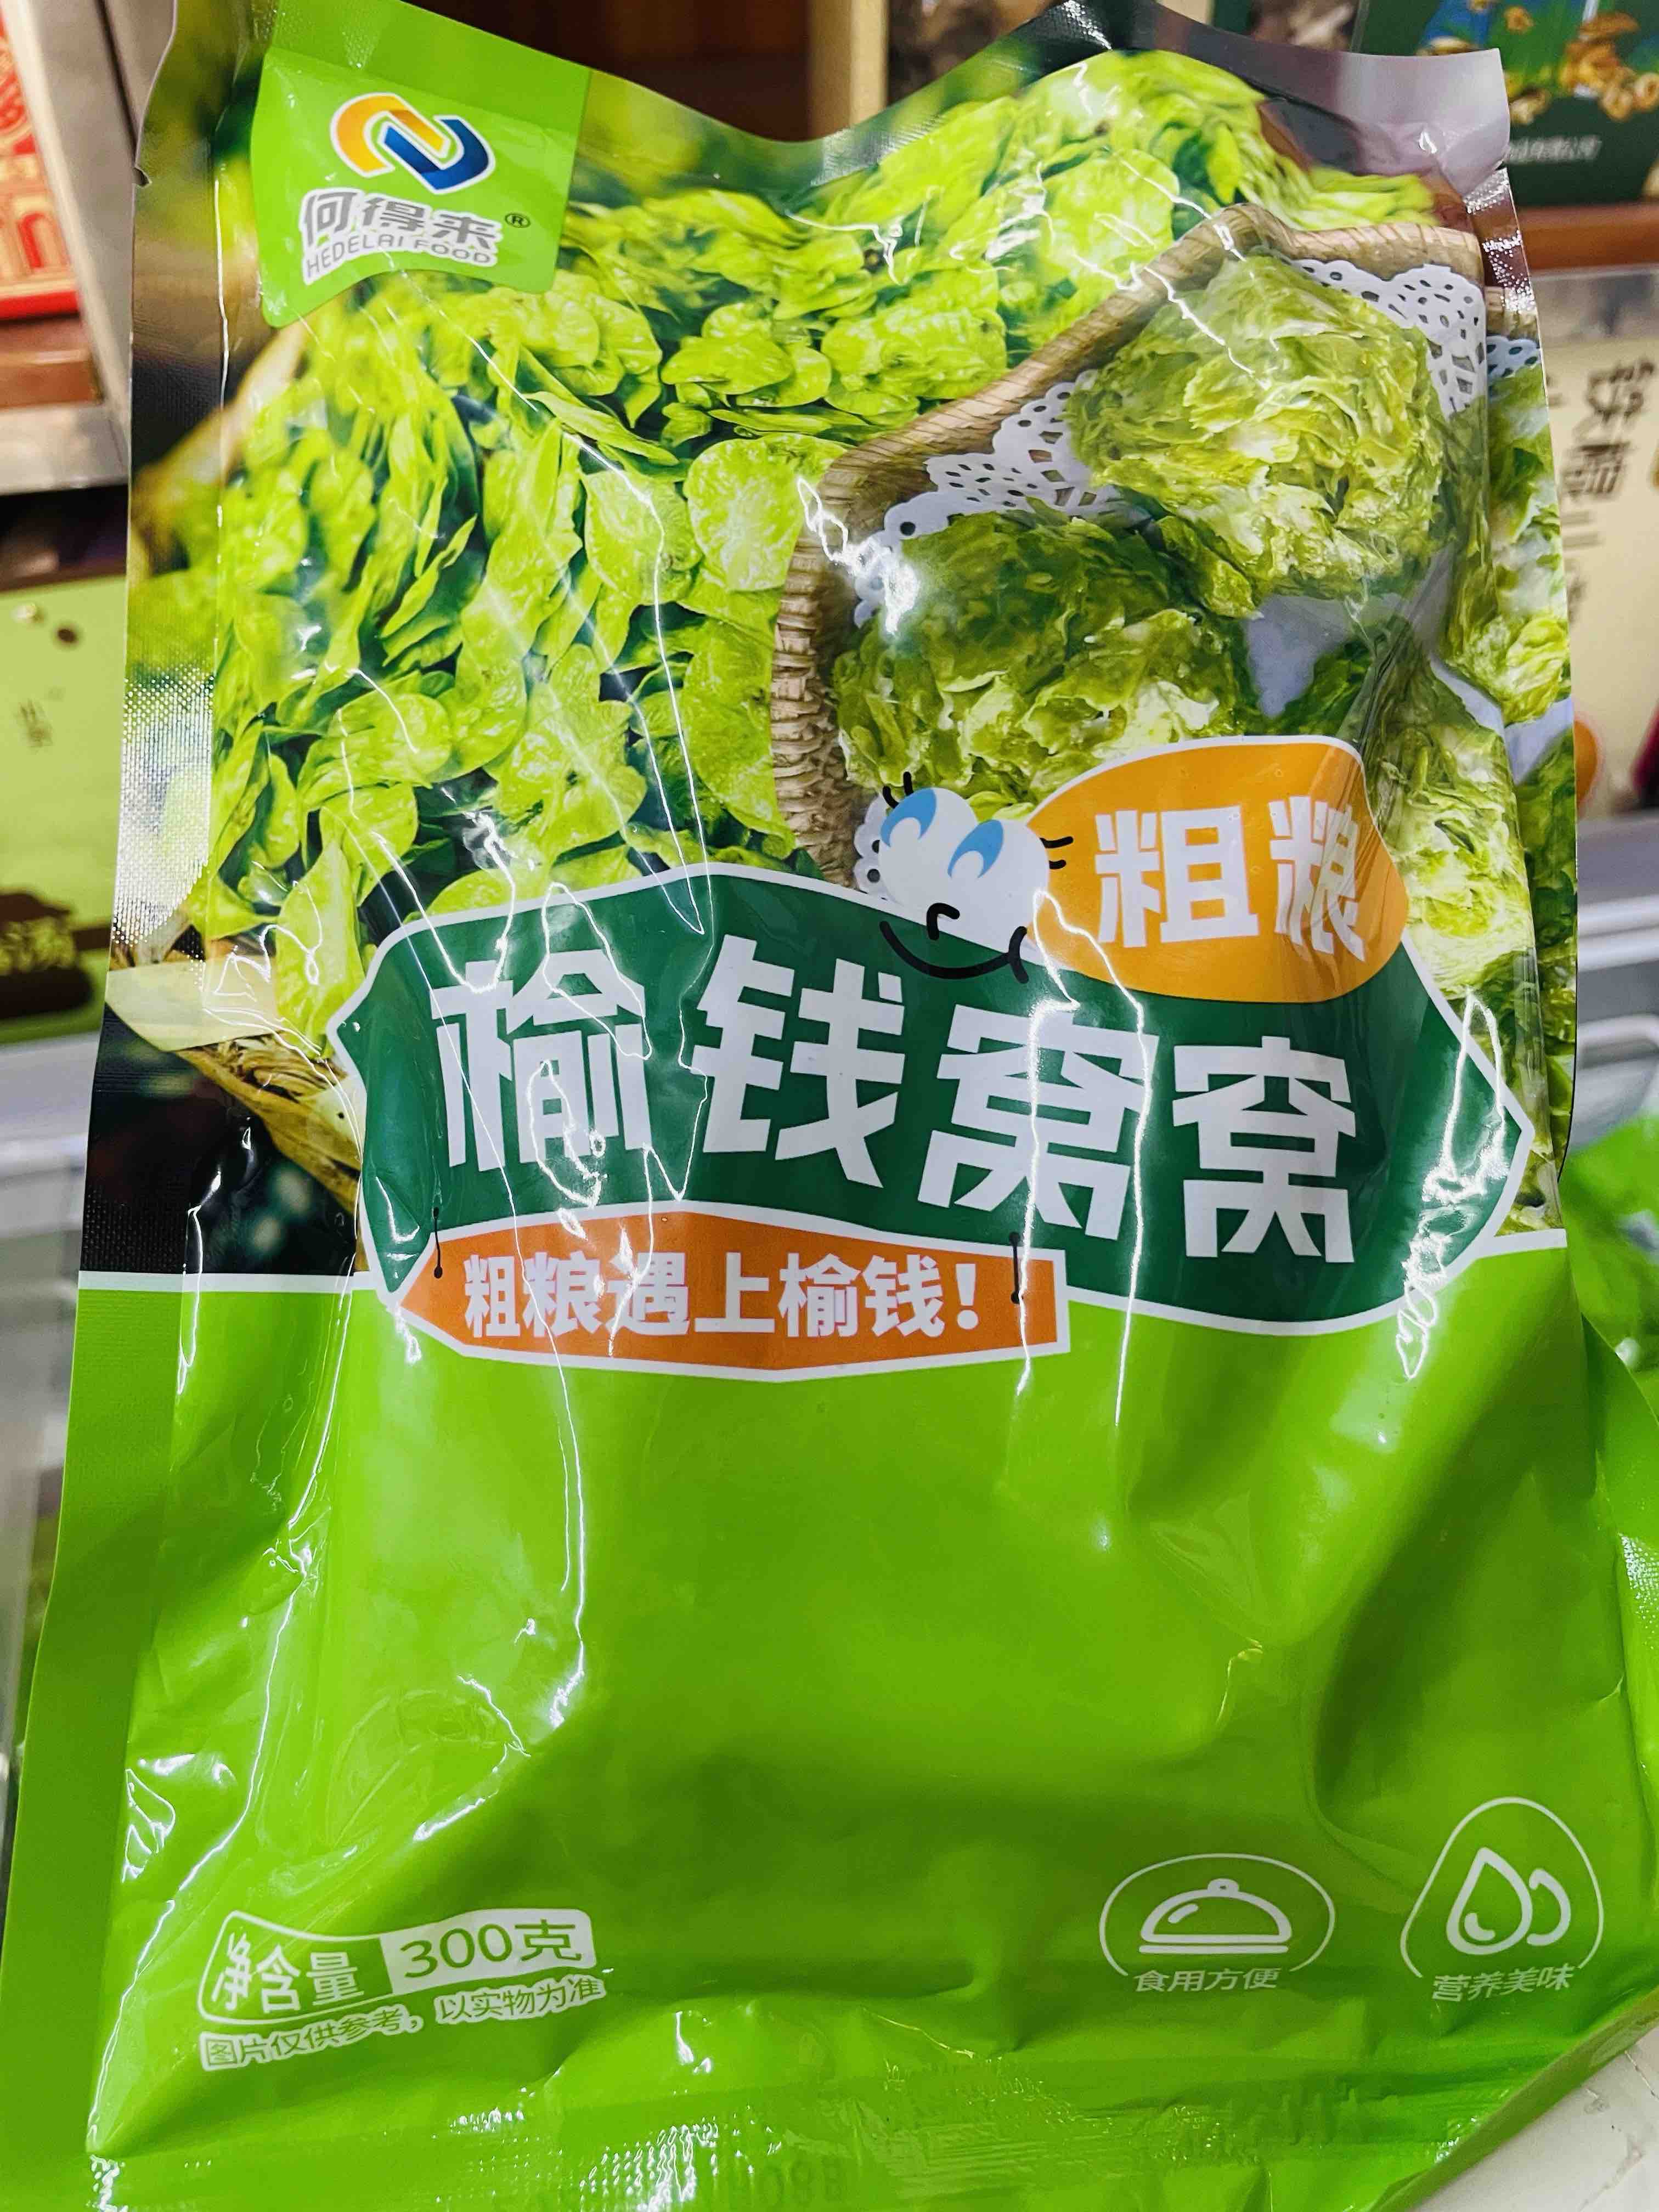 何得来®
HEDELAI FOOD
粗粮
榆钱窝窝
粗粮遇上榆钱!
净含量 300克
图片仅供参考，以实物为准
食用方便
营养美味